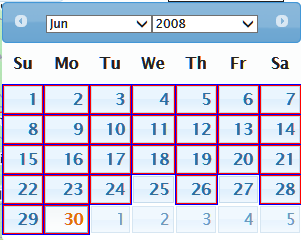 Jun 2008
Su Mo Tu We Th Fr Sa
1 2 3 4 5 6 7
8 9 10 11 12 13 14
15 16 17 18 19 20 21
22 23 24 25 26 27 28
29 30 1 2 3 4 5